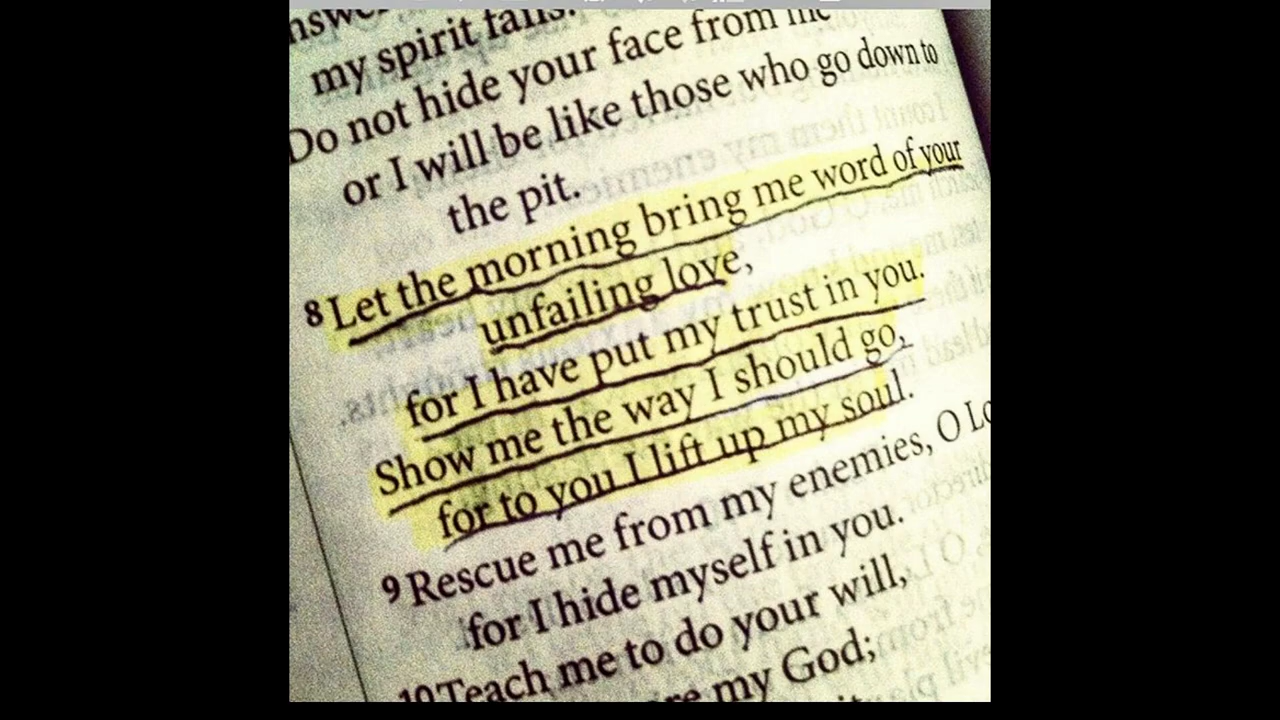 my spirit fails.
Do not hide your face from me
or I will be like those who go down to
the pit.
8 Let the morning bring me word of your
unfailing love,
for I have put my trust in you.
Show me the way I should go,
for to you I lift up my soul.
9 Rescue me from my enemies, O Lo
for I hide myself in you.
10 Teach me to do your will,
my God;